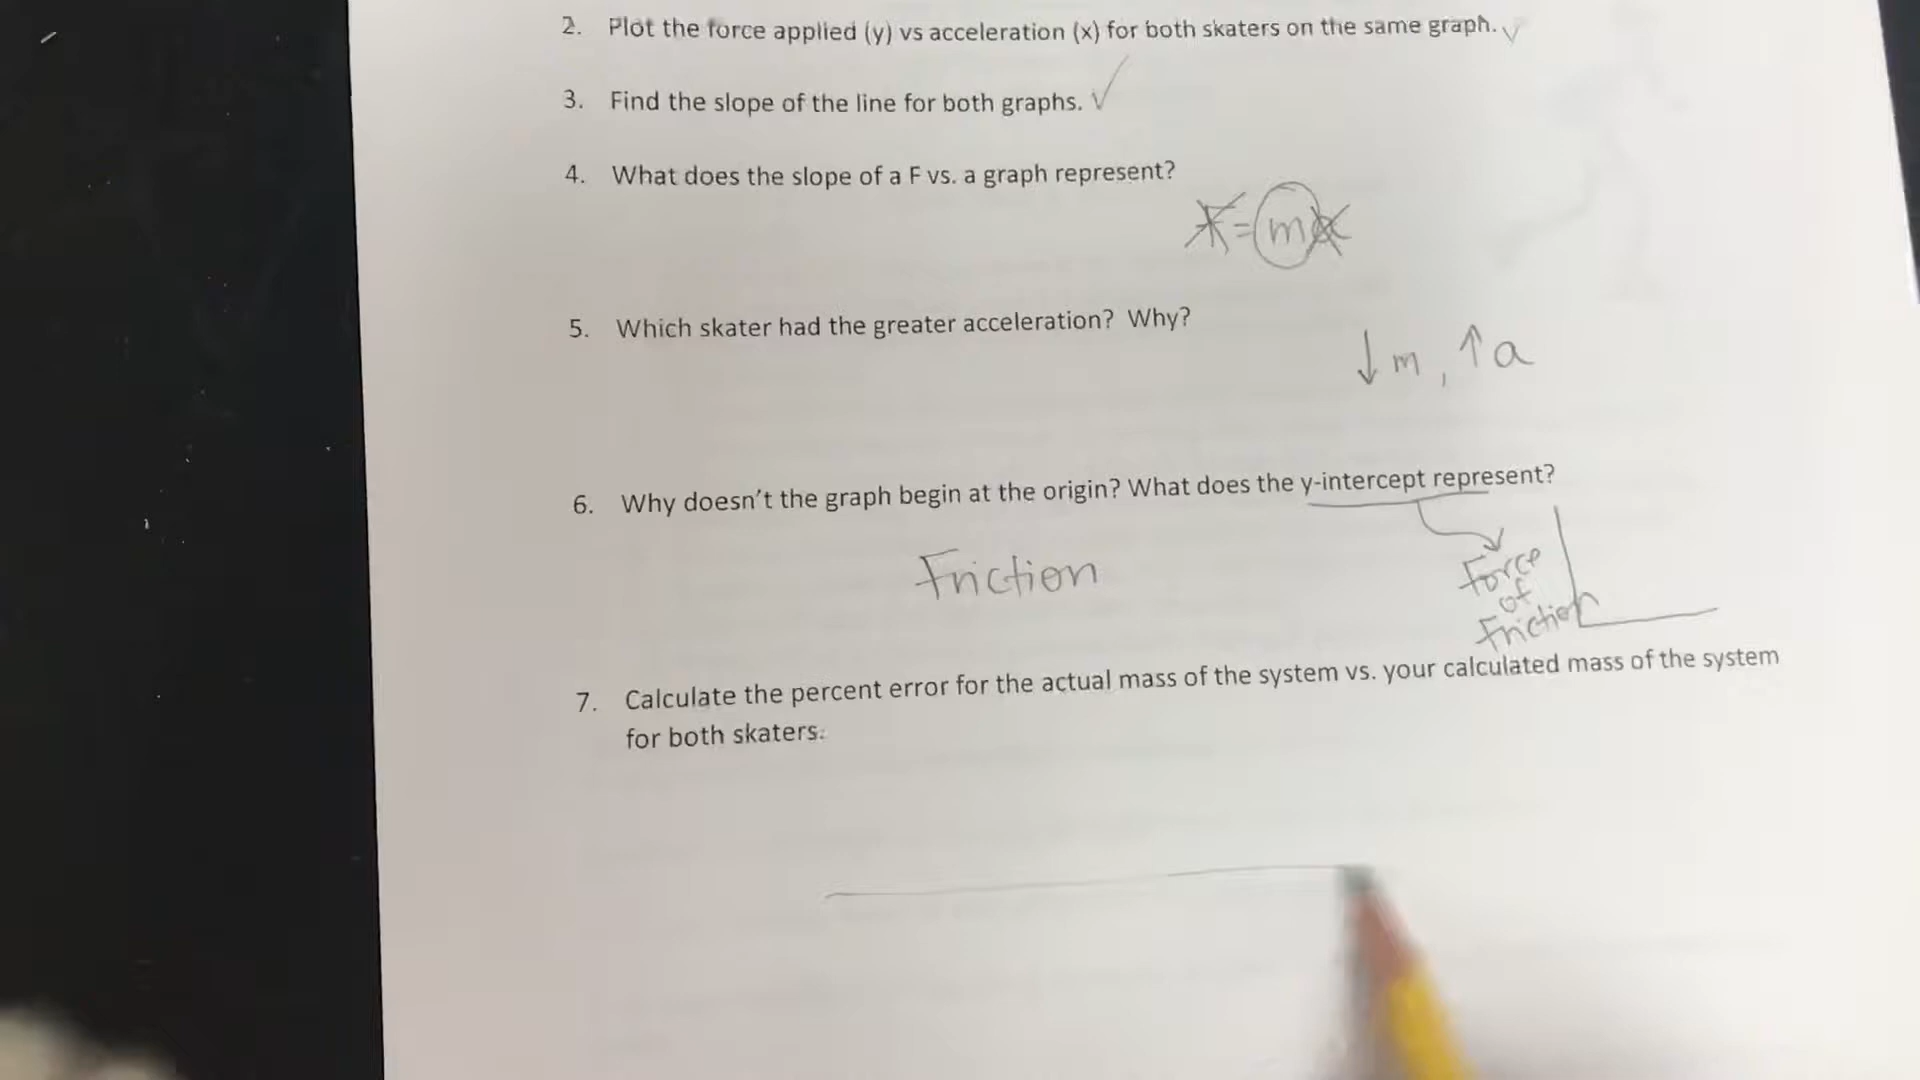 2. Plot the force applied (y) vs acceleration (x) for both skaters on the same graph. ✓
3. Find the slope of the line for both graphs. ✓
4. What does the slope of a F vs. a graph represent?
F=ma
5. Which skater had the greater acceleration? Why?
↓m, ↑a
6. Why doesn't the graph begin at the origin? What does the y-intercept represent?
Friction
Force
of
Friction
7. Calculate the percent error for the actual mass of the system vs. your calculated mass of the system
for both skaters.